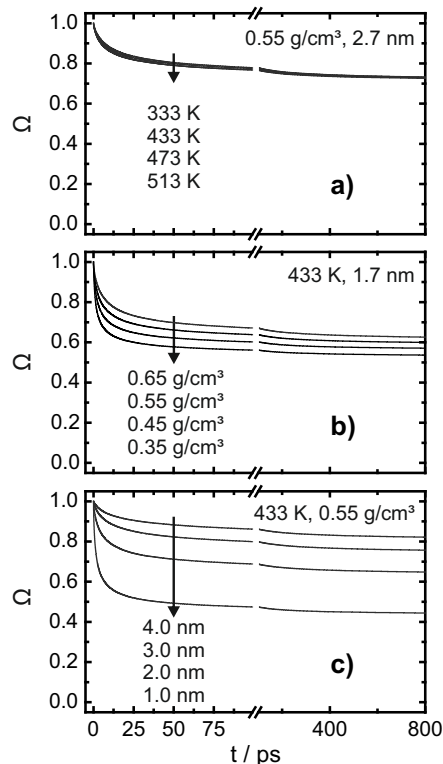 1.0
0.8
0.6
0.4
0.2
0.0
Ω
0.55 g/cm³, 2.7 nm
333 K
433 K
473 K
513 K
a)
1.0
0.8
0.6
0.4
0.2
0.0
Ω
433 K, 1.7 nm
0.65 g/cm³
0.55 g/cm³
0.45 g/cm³
0.35 g/cm³
b)
1.0
0.8
0.6
0.4
0.2
0.0
Ω
433 K, 0.55 g/cm³
4.0 nm
3.0 nm
2.0 nm
1.0 nm
c)
0 25 50 75 400 800
t / ps